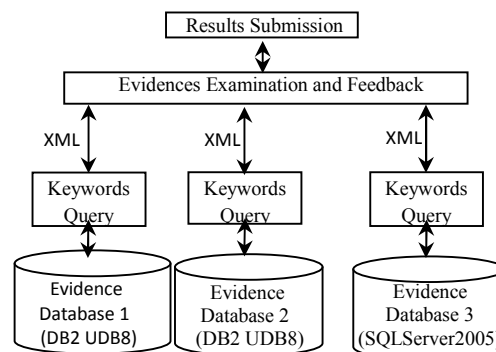 Results Submission
Evidences Examination and Feedback
XML XML XML
Keywords Keywords Keywords
Query Query Query
Evidence Evidence Evidence
Database 1 Database 2 Database 3
(DB2 UDB8) (DB2 UDB8) (SQLServer2005)